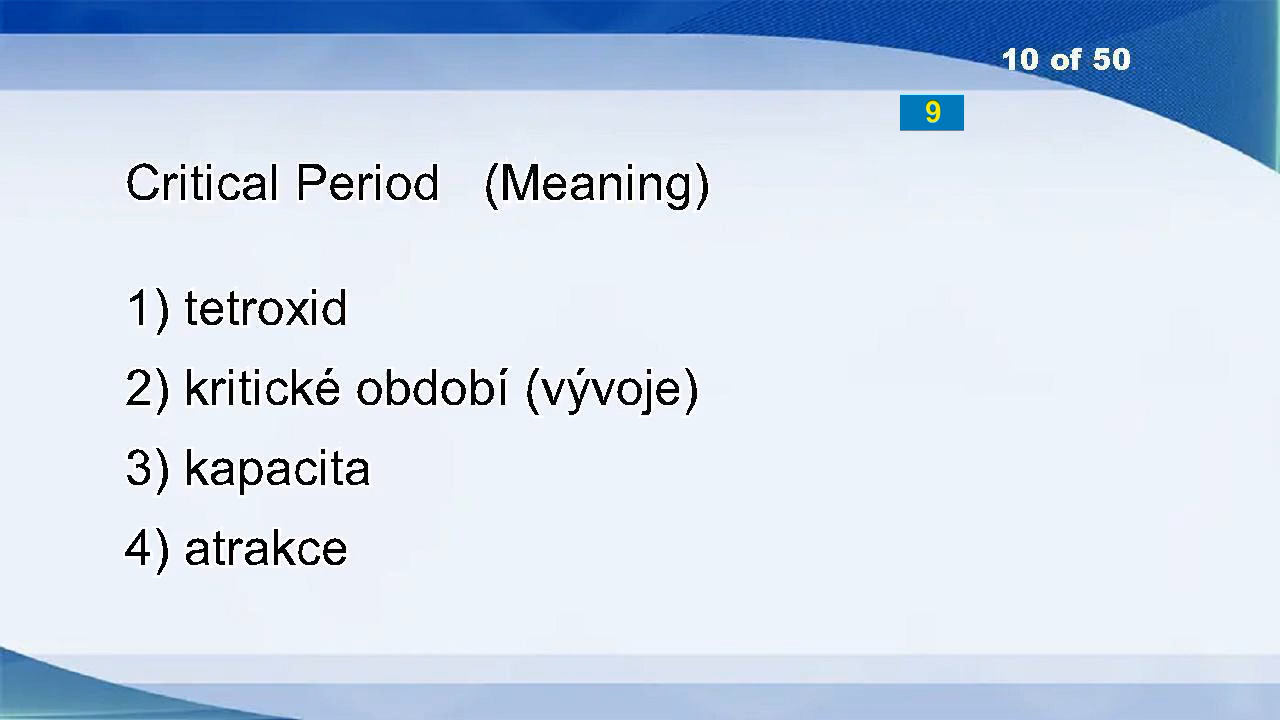 10 of 50
9
Critical Period (Meaning)
1) tetroxid
2) kritické období (vývoje)
3) kapacita
4) atrakce